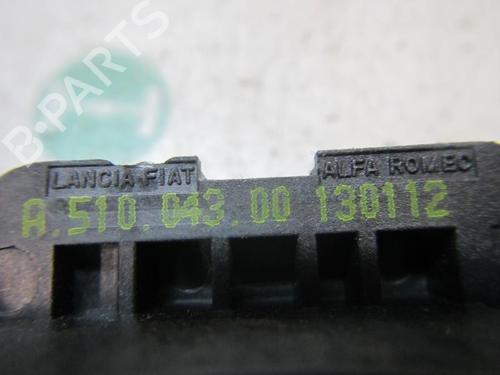 B-PARTS
LANCIA FIAT
ALFA ROMEO
A.510.043.00 130112